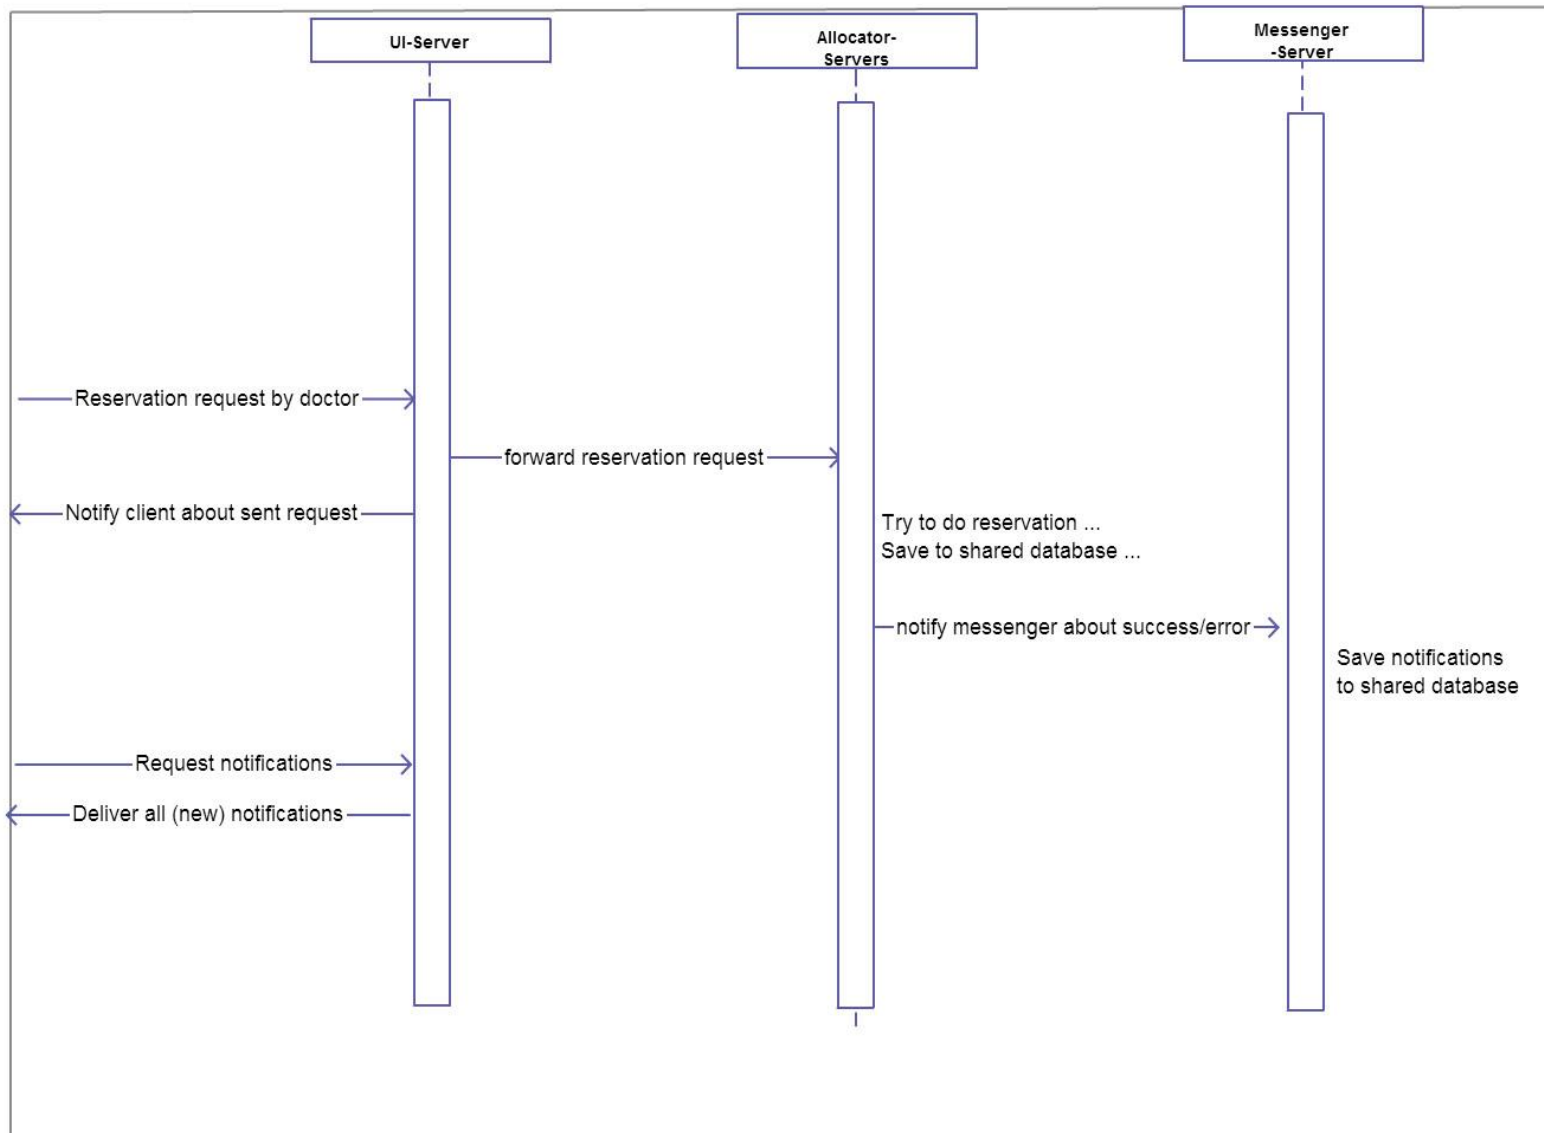 UI-Server
Allocator-
Servers
Messenger
-Server
Reservation request by doctor
forward reservation request
Notify client about sent request
Try to do reservation ...
Save to shared database ...
notify messenger about success/error
Save notifications
to shared database
Request notifications
Deliver all (new) notifications